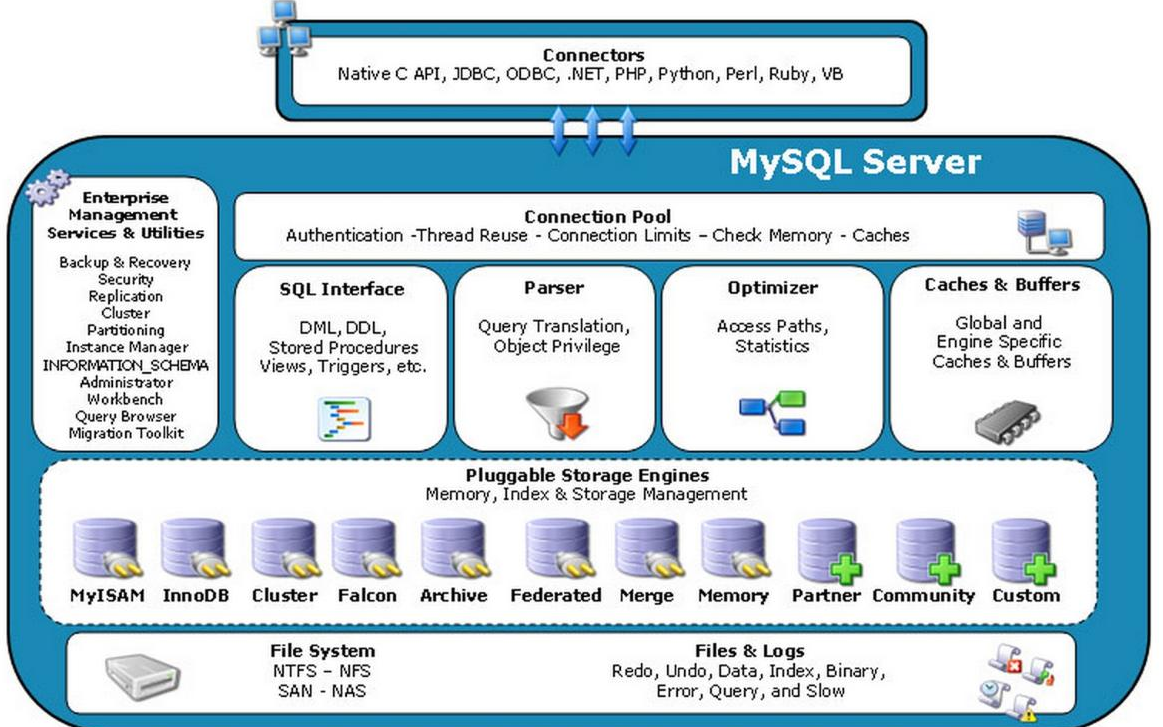 Connectors
Native C API, JDBC, ODBC, .NET, PHP, Python, Perl, Ruby, VB
MySQL Server
Enterprise
Management
Services & Utilities
Backup & Recovery
Security
Replication
Cluster
Partitioning
Instance Manager
INFORMATION_SCHEMA
Administrator
Workbench
Query Browser
Migration Toolkit
Connection Pool
Authentication -Thread Reuse - Connection Limits – Check Memory - Caches
SQL Interface
DML, DDL,
Stored Procedures
Views, Triggers, etc.
Parser
Query Translation,
Object Privilege
Optimizer
Access Paths,
Statistics
Caches & Buffers
Global and
Engine Specific
Caches & Buffers
Pluggable Storage Engines
Memory, Index & Storage Management
MyISAM InnoDB Cluster Falcon Archive Federated Merge Memory Partner Community Custom
File System
NTFS – NFS
SAN - NAS
Files & Logs
Redo, Undo, Data, Index, Binary,
Error, Query, and Slow